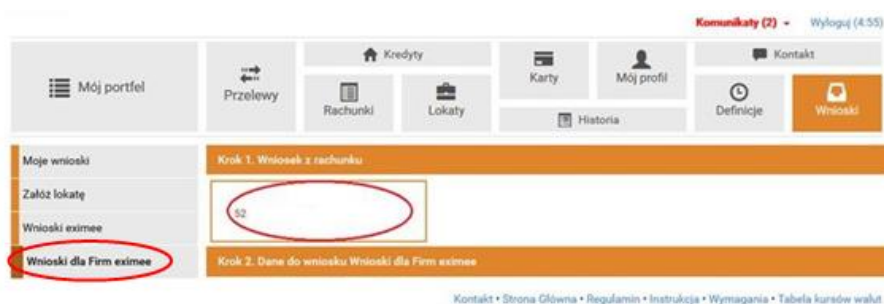 Komunikaty (2) Wyloguj (4:55)
Mój portfel
Przelewy
Kredyty
Rachunki
Lokaty
Karty
Mój profil
Historia
Kontakt
Definicje
Wnioski
Moje wnioski
Załóż lokatę
Wnioski eximee
Wnioski dla Firm eximee
Krok 1. Wniosek z rachunku
52
Krok 2. Dane do wniosku Wnioski dla Firm eximee
Kontakt • Strona Główna • Regulamin • Instrukcja • Wymagania • Tabela kursów walut